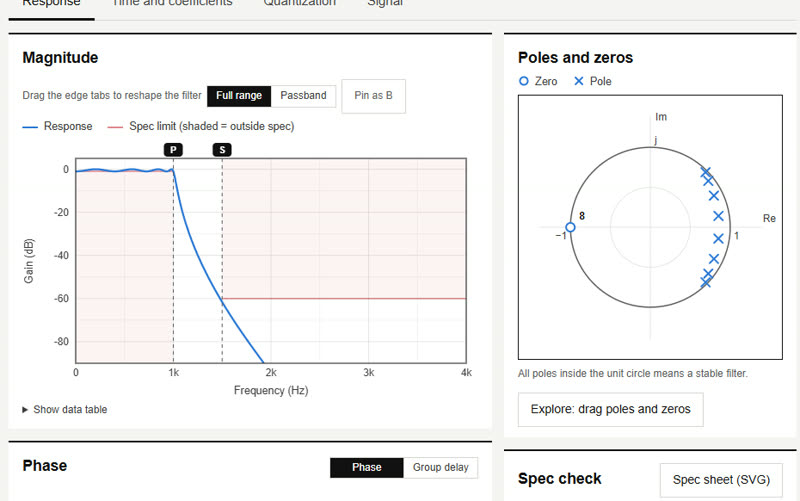 Response Time and coefficients Quantization Signal
Magnitude
Drag the edge tabs to reshape the filter Full range Passband Pin as B
Response Spec limit (shaded = outside spec)
P S
0
-20
-40
-60
-80
Gain (dB)
0 1k 2k 3k 4k
Frequency (Hz)
Show data table
Phase
Phase Group delay
Poles and zeros
Zero Pole
Im
j
8
Re
−1 1
All poles inside the unit circle means a stable filter.
Explore: drag poles and zeros
Spec check
Spec sheet (SVG)